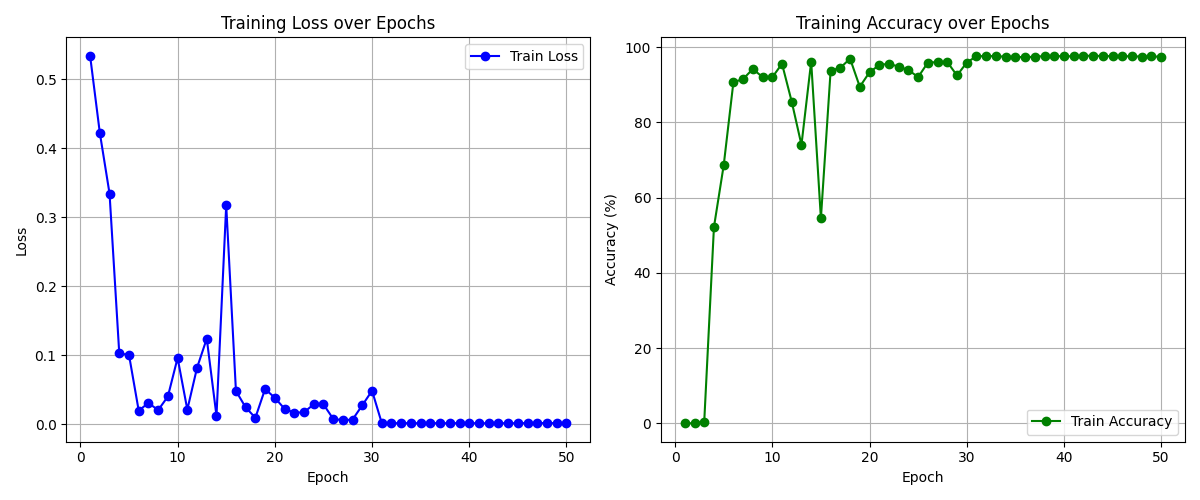 Training Loss over Epochs
Train Loss
Loss
0.5
0.4
0.3
0.2
0.1
0.0
0 10 20 30 40 50
Epoch
Training Accuracy over Epochs
Accuracy (%)
100
80
60
40
20
0
Train Accuracy
0 10 20 30 40 50
Epoch